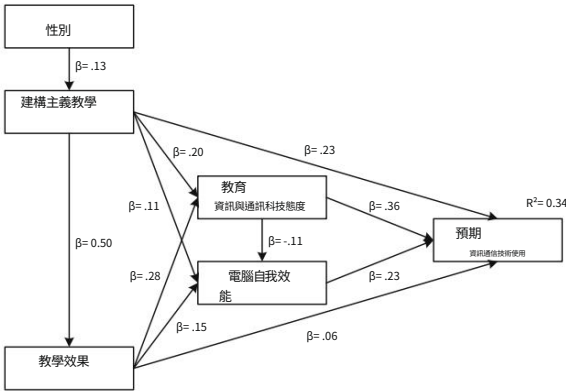 性別
β= .13
建構主義教學
β= .20
β= .23
教育
資訊與通訊科技態度
R²= 0.34
β= .11
β= .36
預期
資訊通信技術使用
β= 0.50
β= -.11
β= .28
電腦自我效
能
β= .23
β= .15
β= .06
教學效果